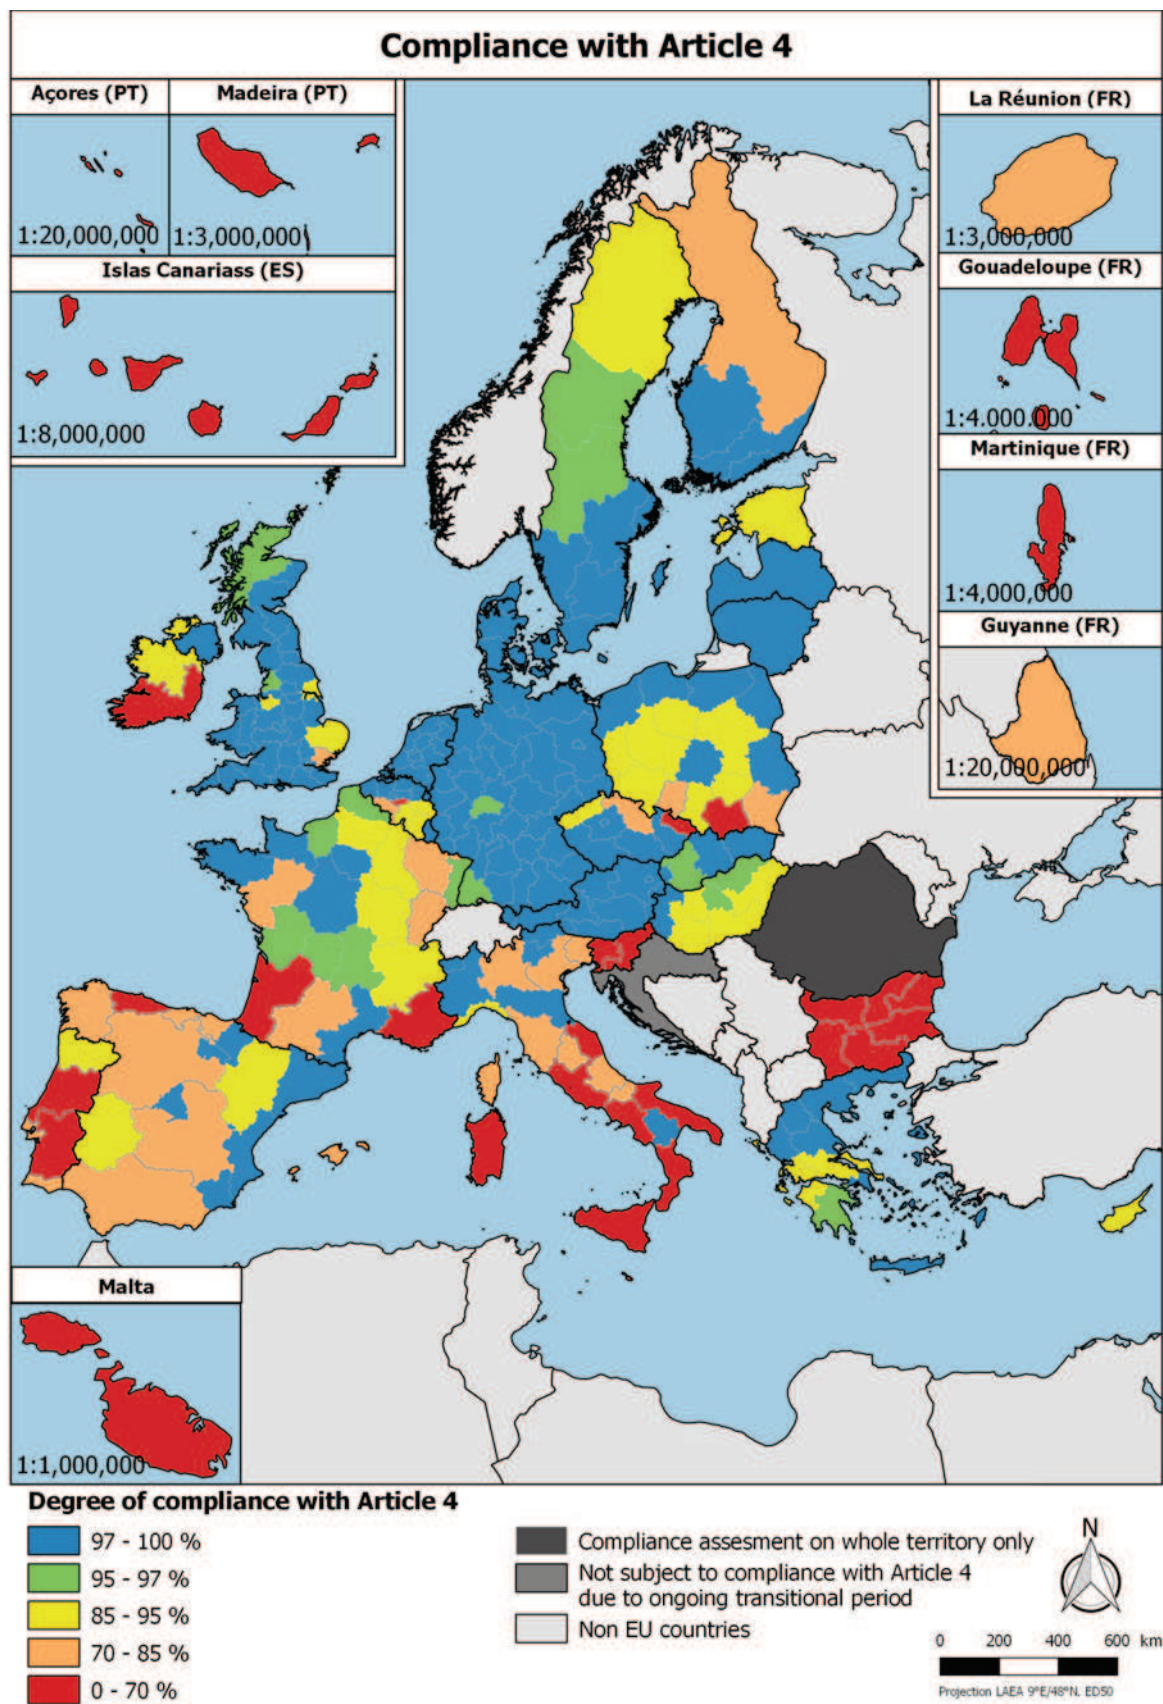 Compliance with Article 4
Açores (PT)
Madeira (PT)
1:20,000,000
1:3,000,000
Islas Canariass (ES)
1:8,000,000
La Réunion (FR)
1:3,000,000
Gouadeloupe (FR)
1:4.000.000
Martinique (FR)
1:4,000,000
Guyanne (FR)
1:20,000,000
Malta
1:1,000,000
Degree of compliance with Article 4
97 - 100 %
95 - 97 %
85 - 95 %
70 - 85 %
0 - 70 %
Compliance assesment on whole territory only
Not subject to compliance with Article 4
due to ongoing transitional period
Non EU countries
N
0 200 400 600 km
Projection LAEA 9°E/48°N. ED50